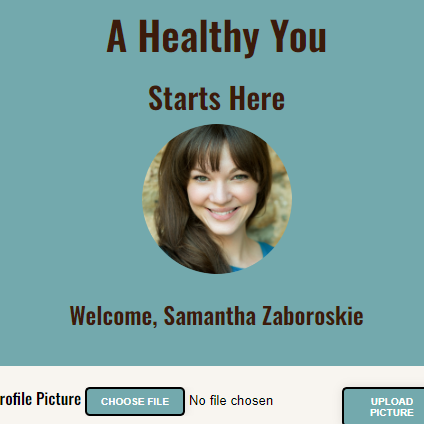 A Healthy You
Starts Here
Welcome, Samantha Zaboroskie
rofile Picture CHOOSE FILE No file chosen UPLOAD
PICTURE